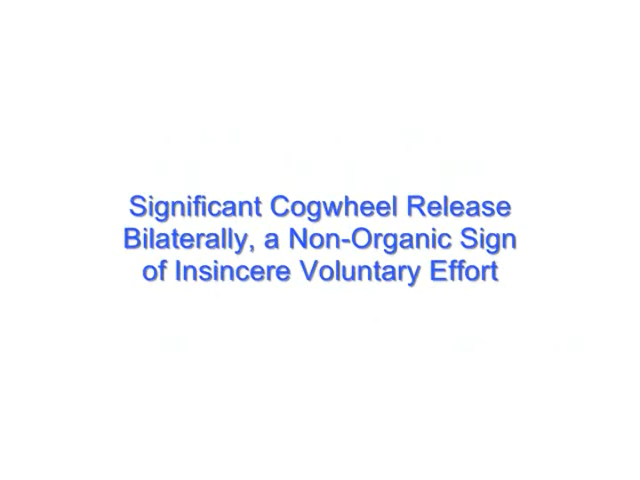 Significant Cogwheel Release
Bilaterally, a Non-Organic Sign
of Insincere Voluntary Effort